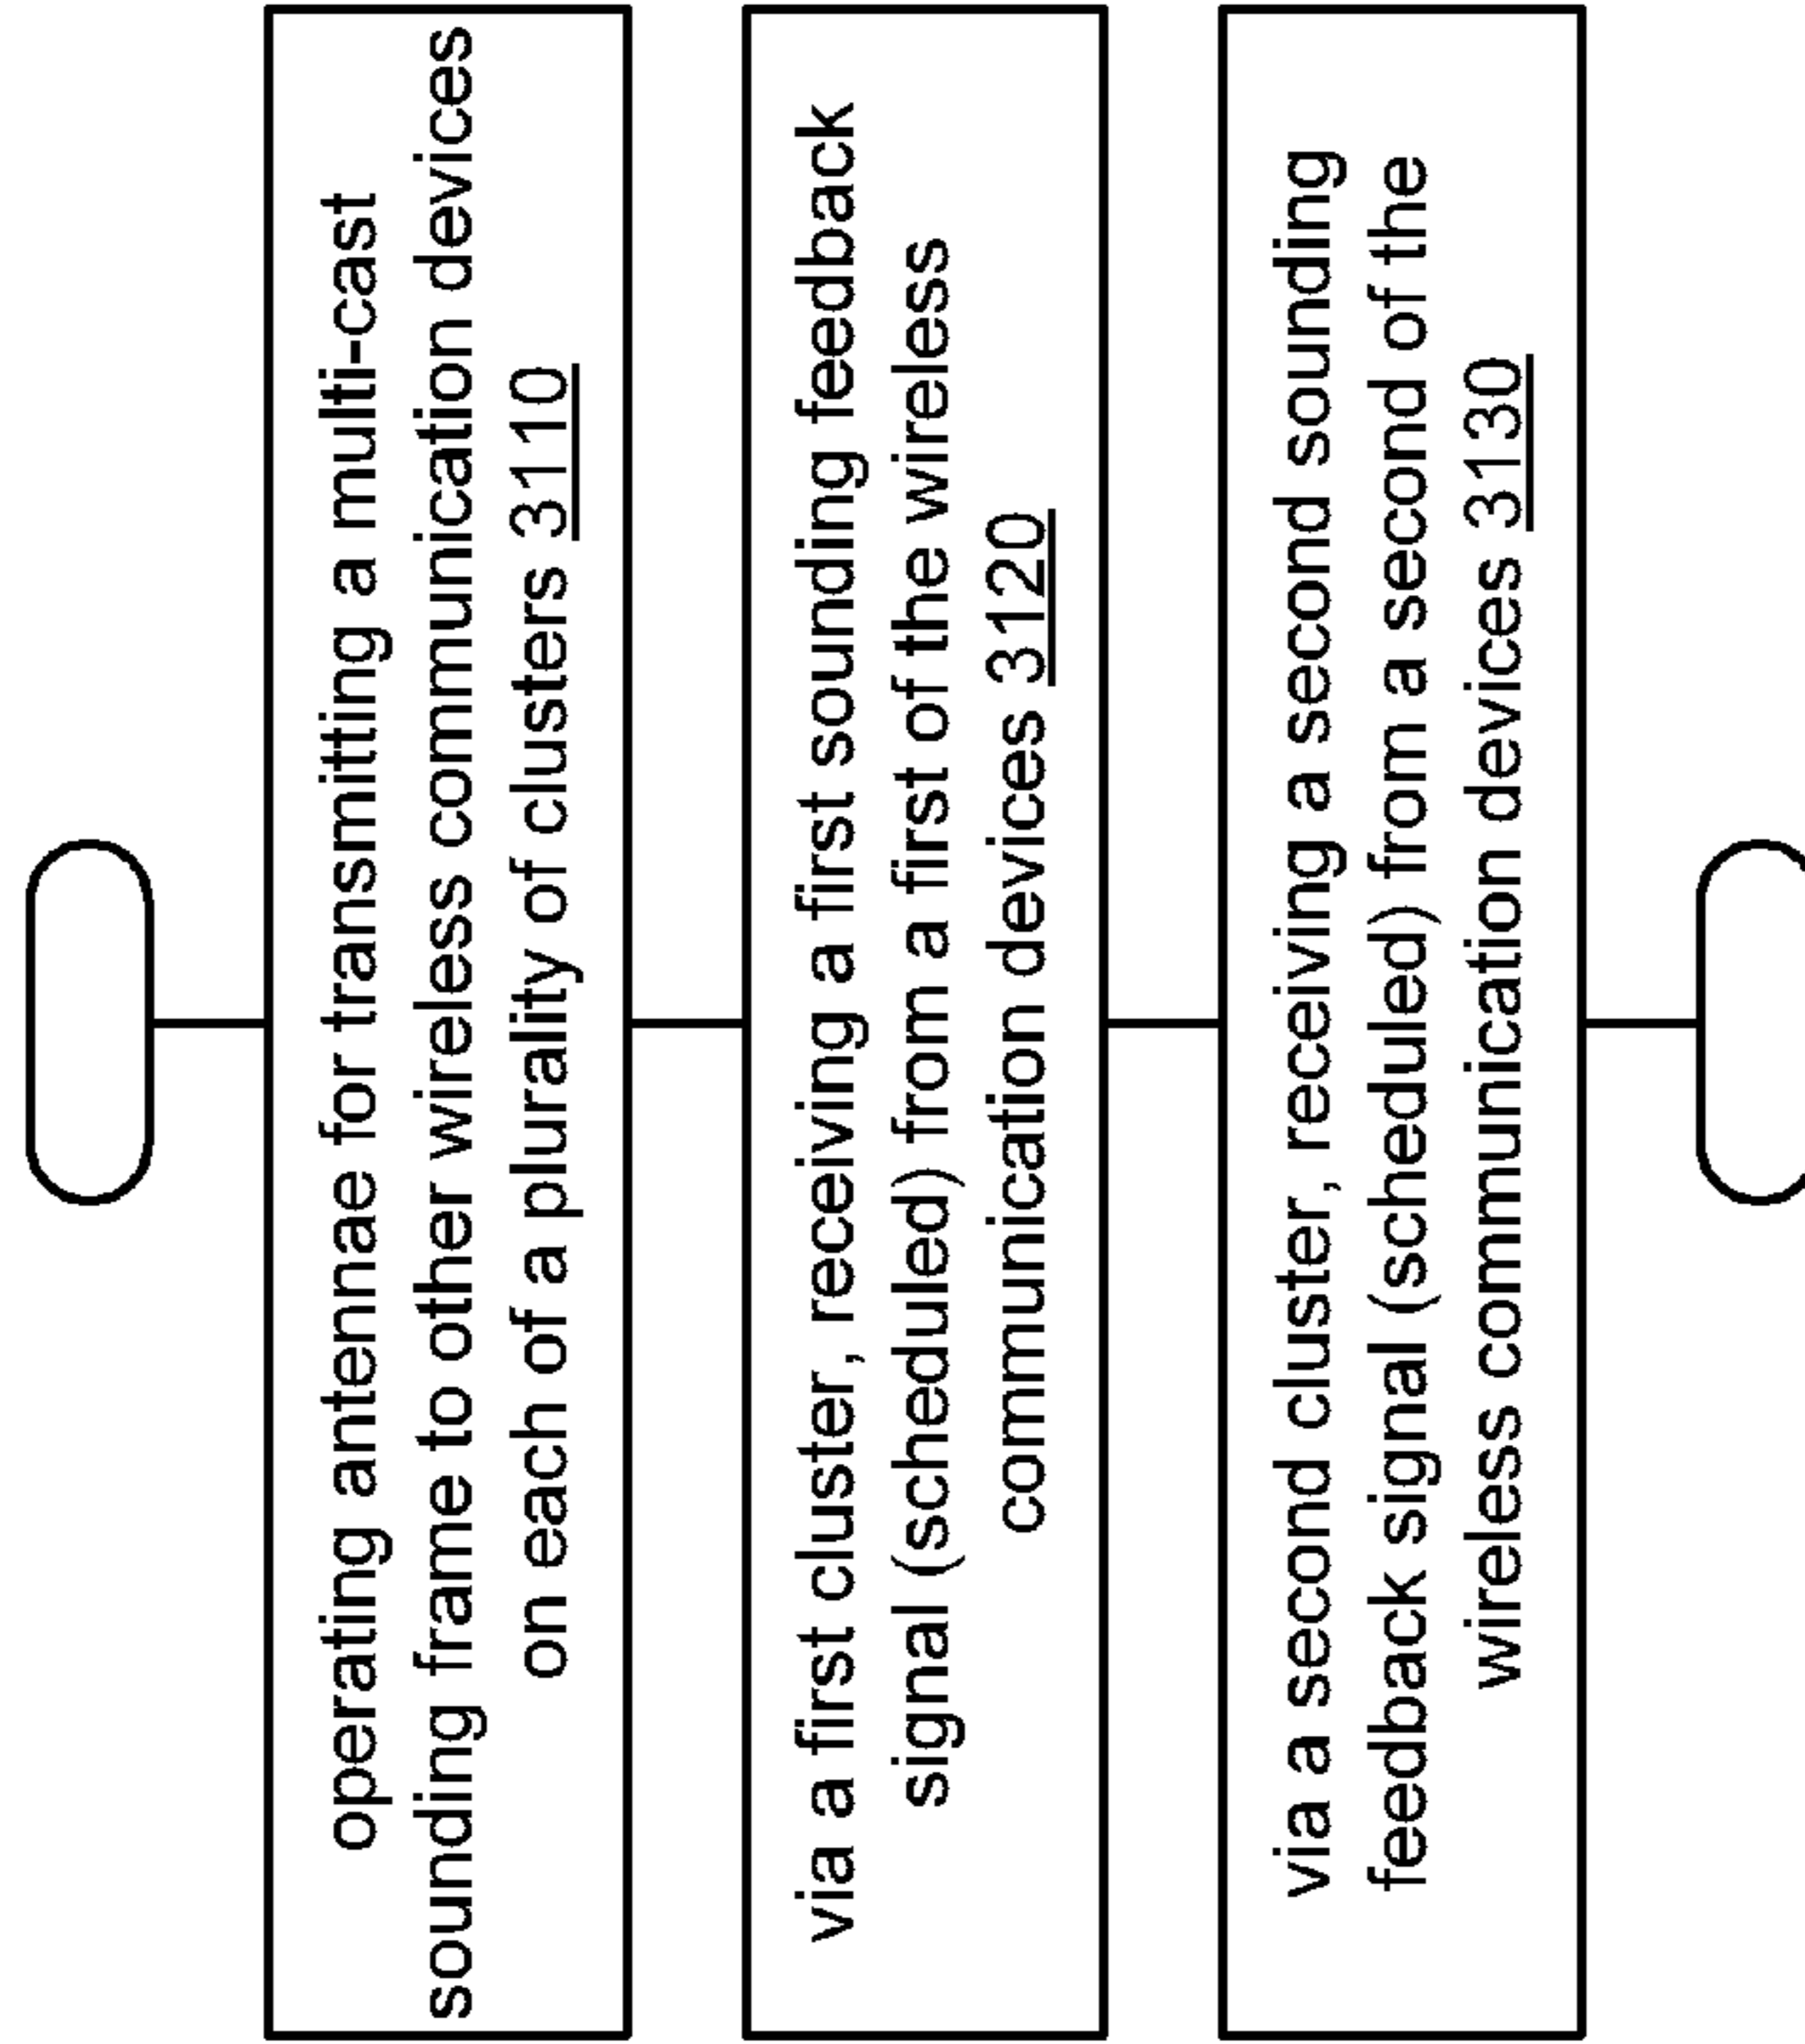 operating antennae for transmitting a multi-cast
sounding frame to other wireless communication devices
on each of a plurality of clusters 3110
via a first cluster, receiving a first sounding feedback
signal (scheduled) from a first of the wireless
communication devices 3120
via a second cluster, receiving a second sounding
feedback signal (scheduled) from a second of the
wireless communication devices 3130